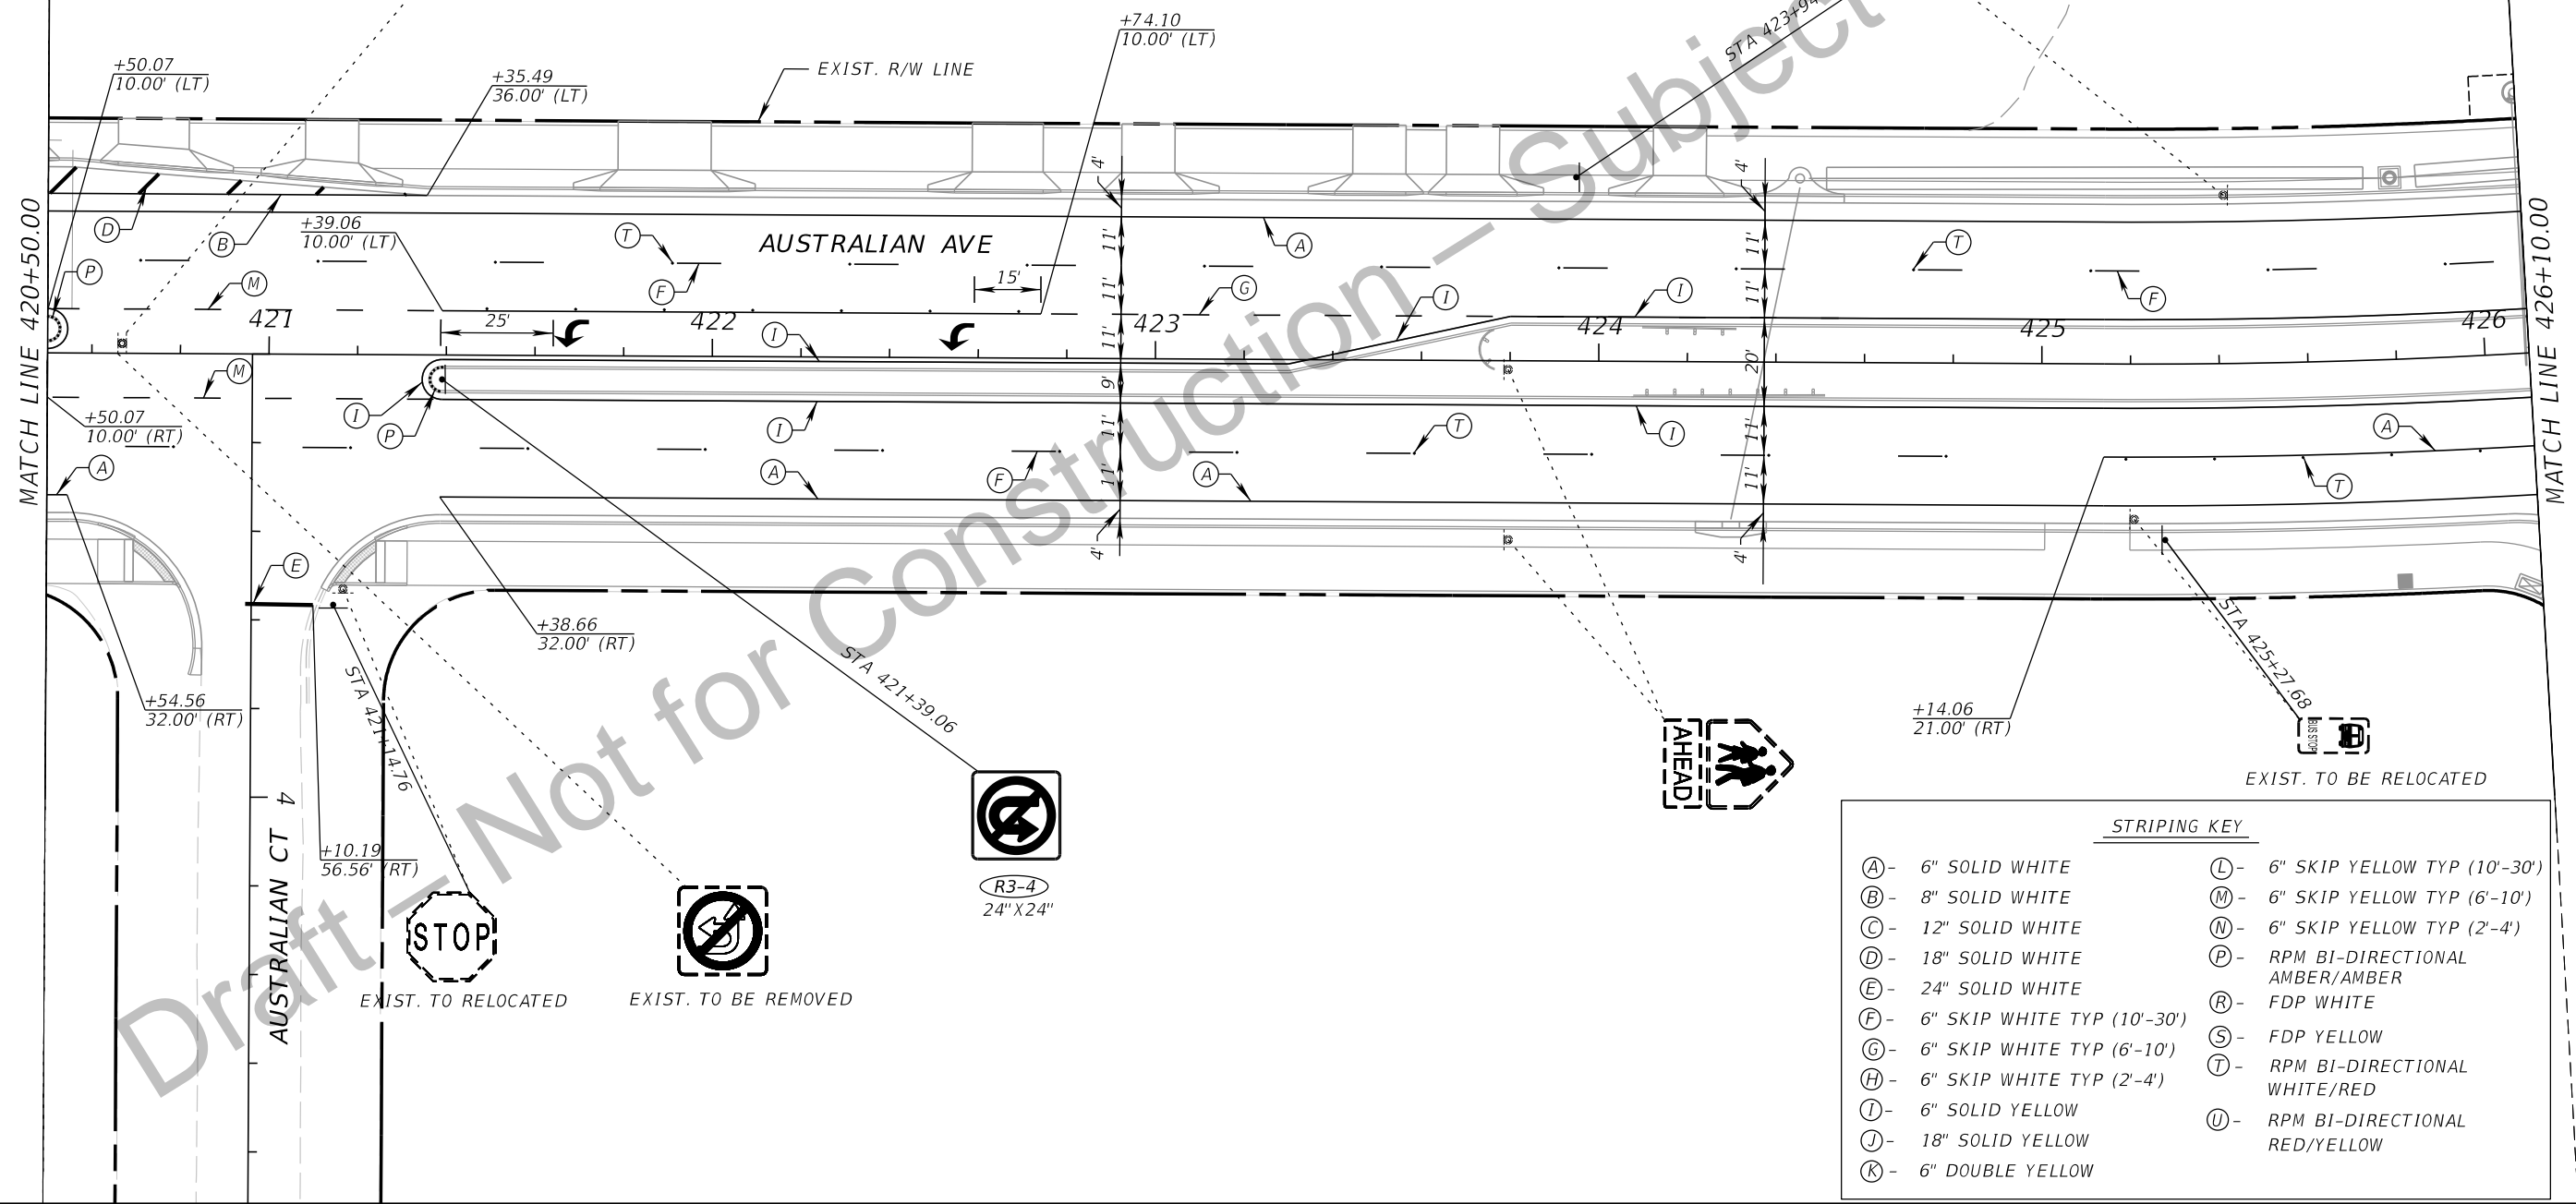 +74.10
10.00' (LT)
STA 423+94
+50.07
10.00' (LT)
+35.49
36.00' (LT)
EXIST. R/W LINE
4'
4'
D
B
+39.06
10.00' (LT)
T
AUSTRALIAN AVE
11'
A
11'
T
P
M
F
15'
11'
G
I
I
11'
F
MATCH LINE 420+50.00
421
25'
422
I
423
11'
424
425
426
MATCH LINE 426+10.00
M
9'
20'
I
P
I
+50.07
10.00' (RT)
11'
T
I
11'
A
A
A
F
11'
A
11'
T
4'
4'
E
+38.66
32.00' (RT)
STA 421+39.06
STA 421+14.76
+54.56
32.00' (RT)
+14.06
21.00' (RT)
STA 425+27.68
AHEAD
BUS STOP
EXIST. TO BE RELOCATED
4
AUSTRALIAN CT
+10.19
56.56' (RT)
STOP
EXIST. TO RELOCATED
EXIST. TO BE REMOVED
R3-4
24"X24"
STRIPING KEY
A - 6" SOLID WHITE
B - 8" SOLID WHITE
C - 12" SOLID WHITE
D - 18" SOLID WHITE
E - 24" SOLID WHITE
F - 6" SKIP WHITE TYP (10'-30')
G - 6" SKIP WHITE TYP (6'-10')
H - 6" SKIP WHITE TYP (2'-4')
I - 6" SOLID YELLOW
J - 18" SOLID YELLOW
K - 6" DOUBLE YELLOW
L - 6" SKIP YELLOW TYP (10'-30')
M - 6" SKIP YELLOW TYP (6'-10')
N - 6" SKIP YELLOW TYP (2'-4')
P - RPM BI-DIRECTIONAL
AMBER/AMBER
R - FDP WHITE
S - FDP YELLOW
T - RPM BI-DIRECTIONAL
WHITE/RED
U - RPM BI-DIRECTIONAL
RED/YELLOW
Draft - Not for Construction - Subject